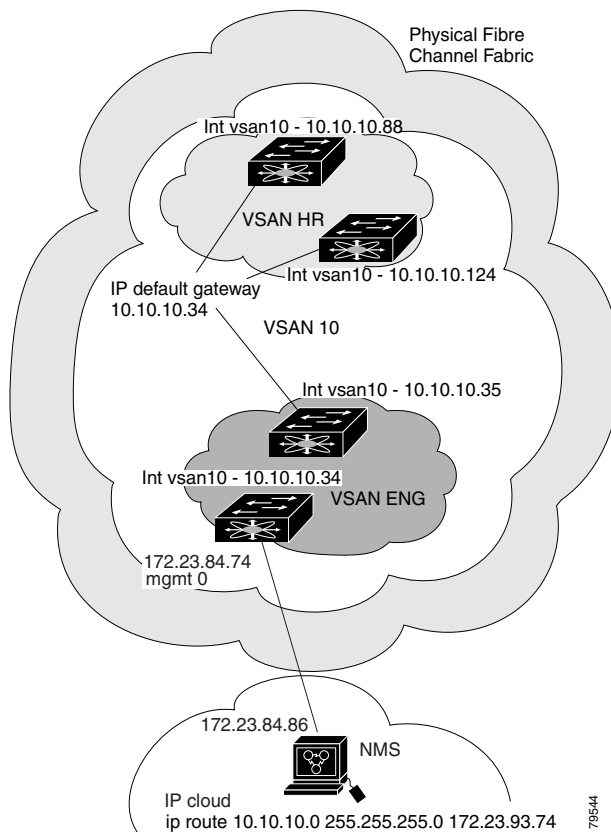 Physical Fibre
Channel Fabric
Int vsan10 - 10.10.10.88
VSAN HR
Int vsan10 - 10.10.10.124
IP default gateway
10.10.10.34
VSAN 10
Int vsan10 - 10.10.10.35
Int vsan10 - 10.10.10.34
VSAN ENG
172.23.84.74
mgmt 0
172.23.84.86
NMS
IP cloud
ip route 10.10.10.0 255.255.255.0 172.23.93.74
79544